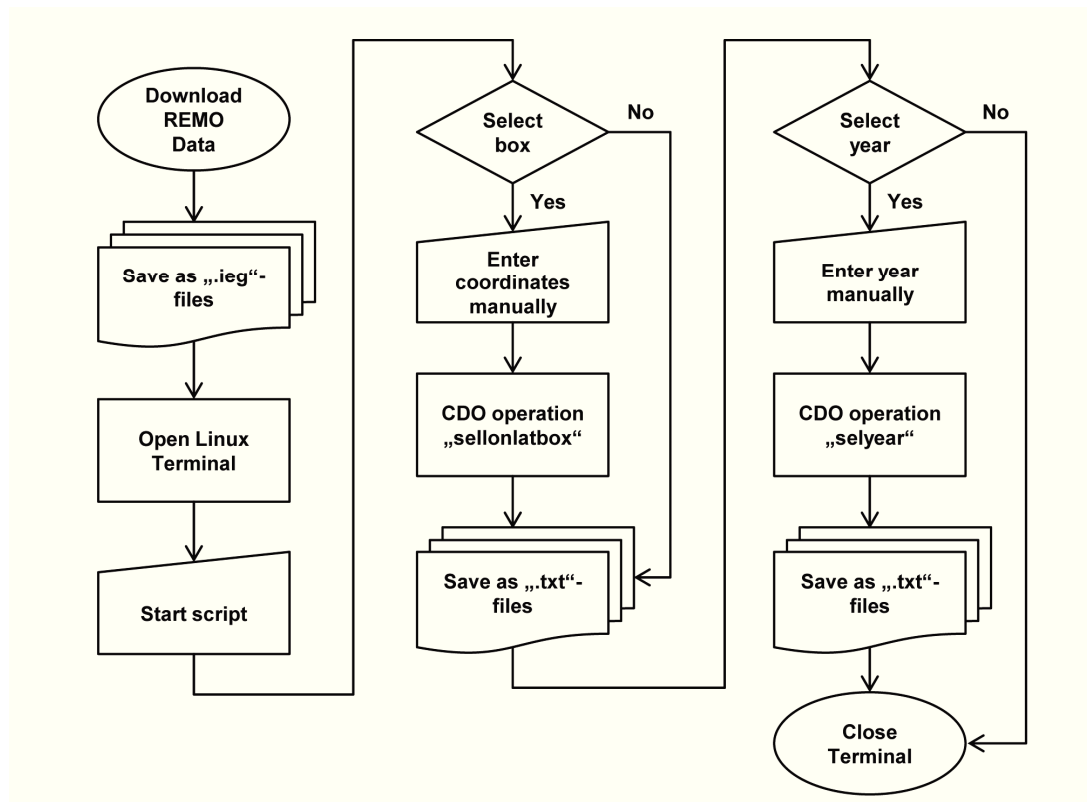 Download
REMO
Data
Save as „.ieg“-
files
Open Linux
Terminal
Start script
Select
box
No
Yes
Enter
coordinates
manually
CDO operation
„sellonlatbox“
Save as „.txt“-
files
Select
year
No
Yes
Enter year
manually
CDO operation
„selyear“
Save as „.txt“-
files
Close
Terminal